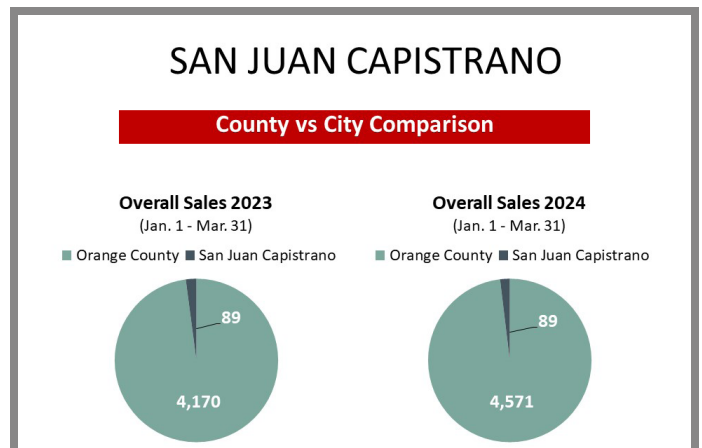 SAN JUAN CAPISTRANO
County vs City Comparison
Overall Sales 2023
(Jan. 1 - Mar. 31)
Orange County San Juan Capistrano
89
4,170
Overall Sales 2024
(Jan. 1 - Mar. 31)
Orange County San Juan Capistrano
89
4,571